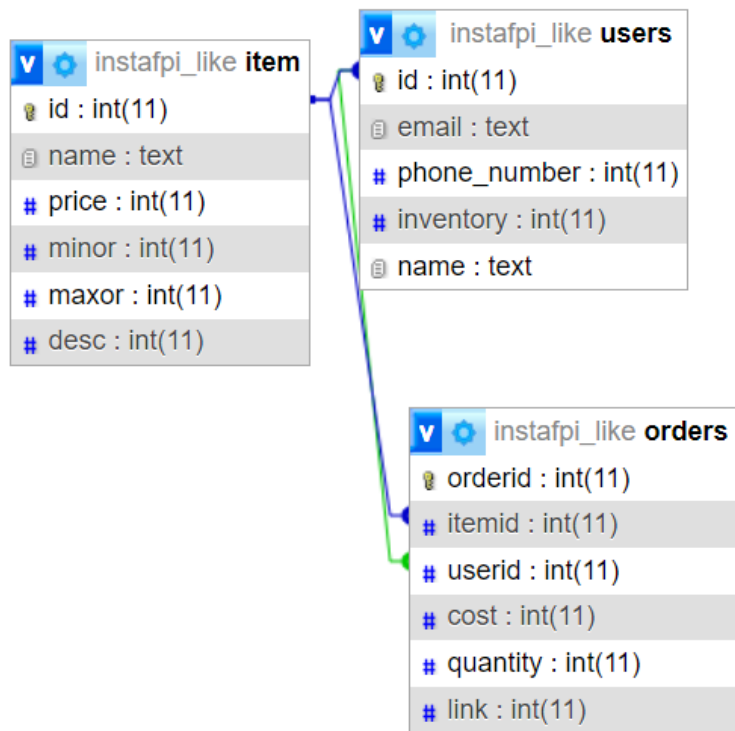 v instafpi_like item
id : int(11)
name : text
# price : int(11)
# minor : int(11)
# maxor : int(11)
# desc : int(11)
v instafpi_like users
id : int(11)
email : text
# phone_number : int(11)
# inventory : int(11)
name : text
v instafpi_like orders
orderid : int(11)
# itemid : int(11)
# userid : int(11)
# cost : int(11)
# quantity : int(11)
# link : int(11)